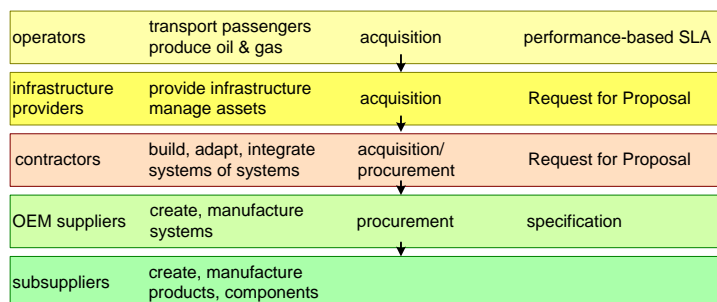 operators transport passengers produce oil & gas acquisition performance-based SLA
infrastructure providers provide infrastructure manage assets acquisition Request for Proposal
contractors build, adapt, integrate systems of systems acquisition/ procurement Request for Proposal
OEM suppliers create, manufacture systems procurement specification
subsuppliers create, manufacture products, components